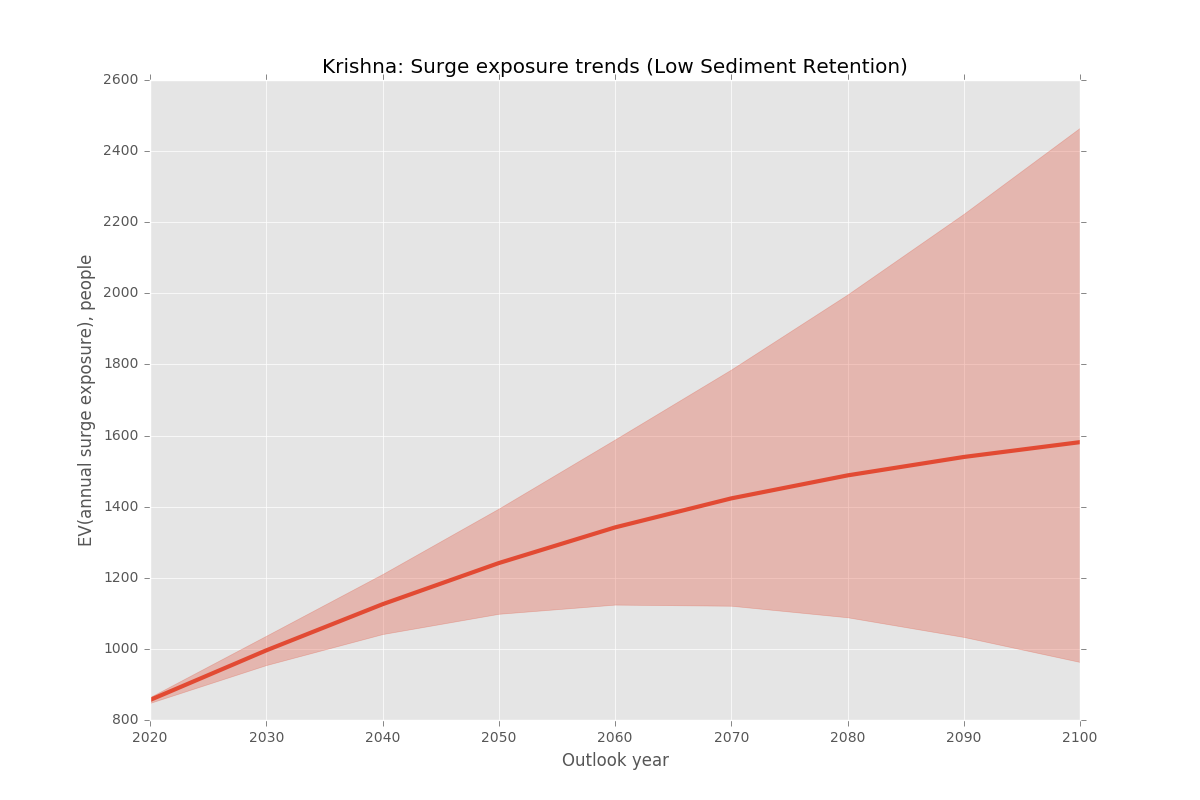 Krishna: Surge exposure trends (Low Sediment Retention)
2600
2400
2200
2000
1800
1600
1400
1200
1000
800
EV(annual surge exposure), people
2020 2030 2040 2050 2060 2070 2080 2090 2100
Outlook year